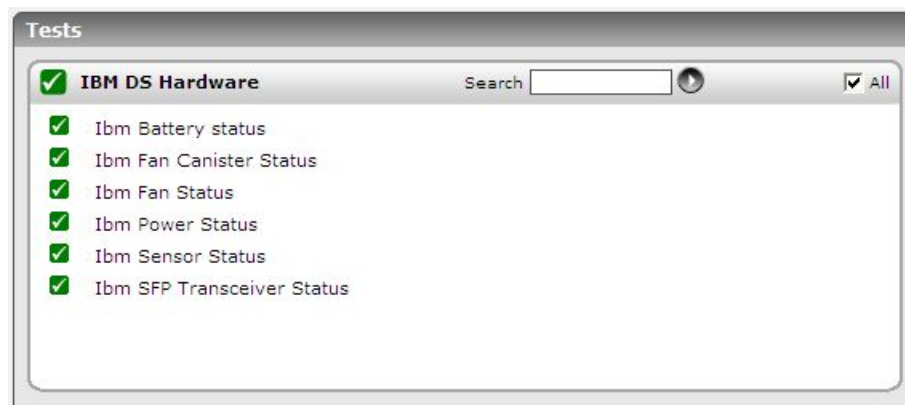 Tests
IBM DS Hardware Search All
Ibm Battery status
Ibm Fan Canister Status
Ibm Fan Status
Ibm Power Status
Ibm Sensor Status
Ibm SFP Transceiver Status